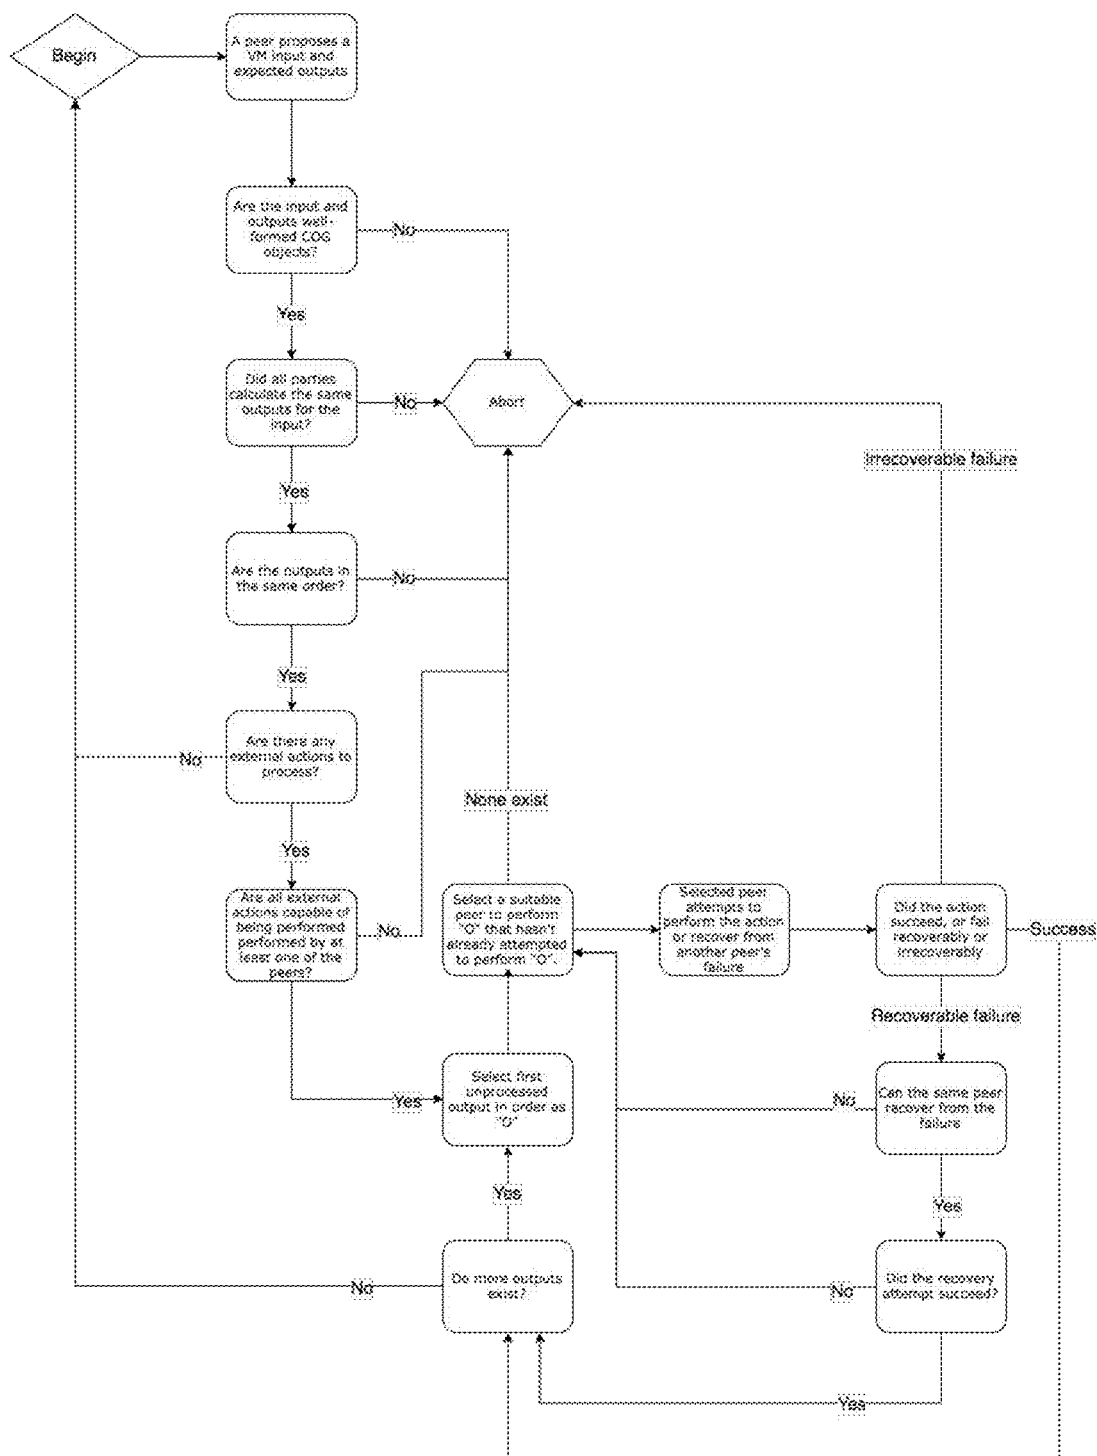 Begin
A peer proposes a
VM input and
expected outputs
Are the input and
outputs well-
formed COG
objects?
No
Yes
Did all parties
calculate the same
outputs for the
input?
No
Abort
Irrecoverable failure
Yes
Are the outputs in
the same order?
No
Yes
Are there any
external actions to
process?
No
Yes
None exist
Are all external
actions capable of
being performed
performed by at
least one of the
peers?
No
Select a suitable
peer to perform
"O" that hasn't
already attempted
to perform "O".
Selected peer
attempts to
perform the action
or recover from
another peer's
failure
Did the action
succeed, or fail
recoverably or
irrecoverably
Success
Recoverable failure
Yes
Select first
unprocessed
output in order as
"O"
Can the same peer
recover from the
failure
No
Yes
Yes
Do more outputs
exist?
No
Did the recovery
attempt succeed?
No
Yes